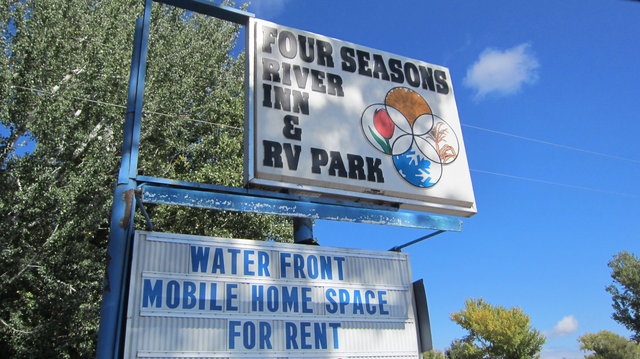 FOUR SEASONS
RIVER
INN
&
RV PARK
WATER FRONT
MOBILE HOME SPACE
FOR RENT